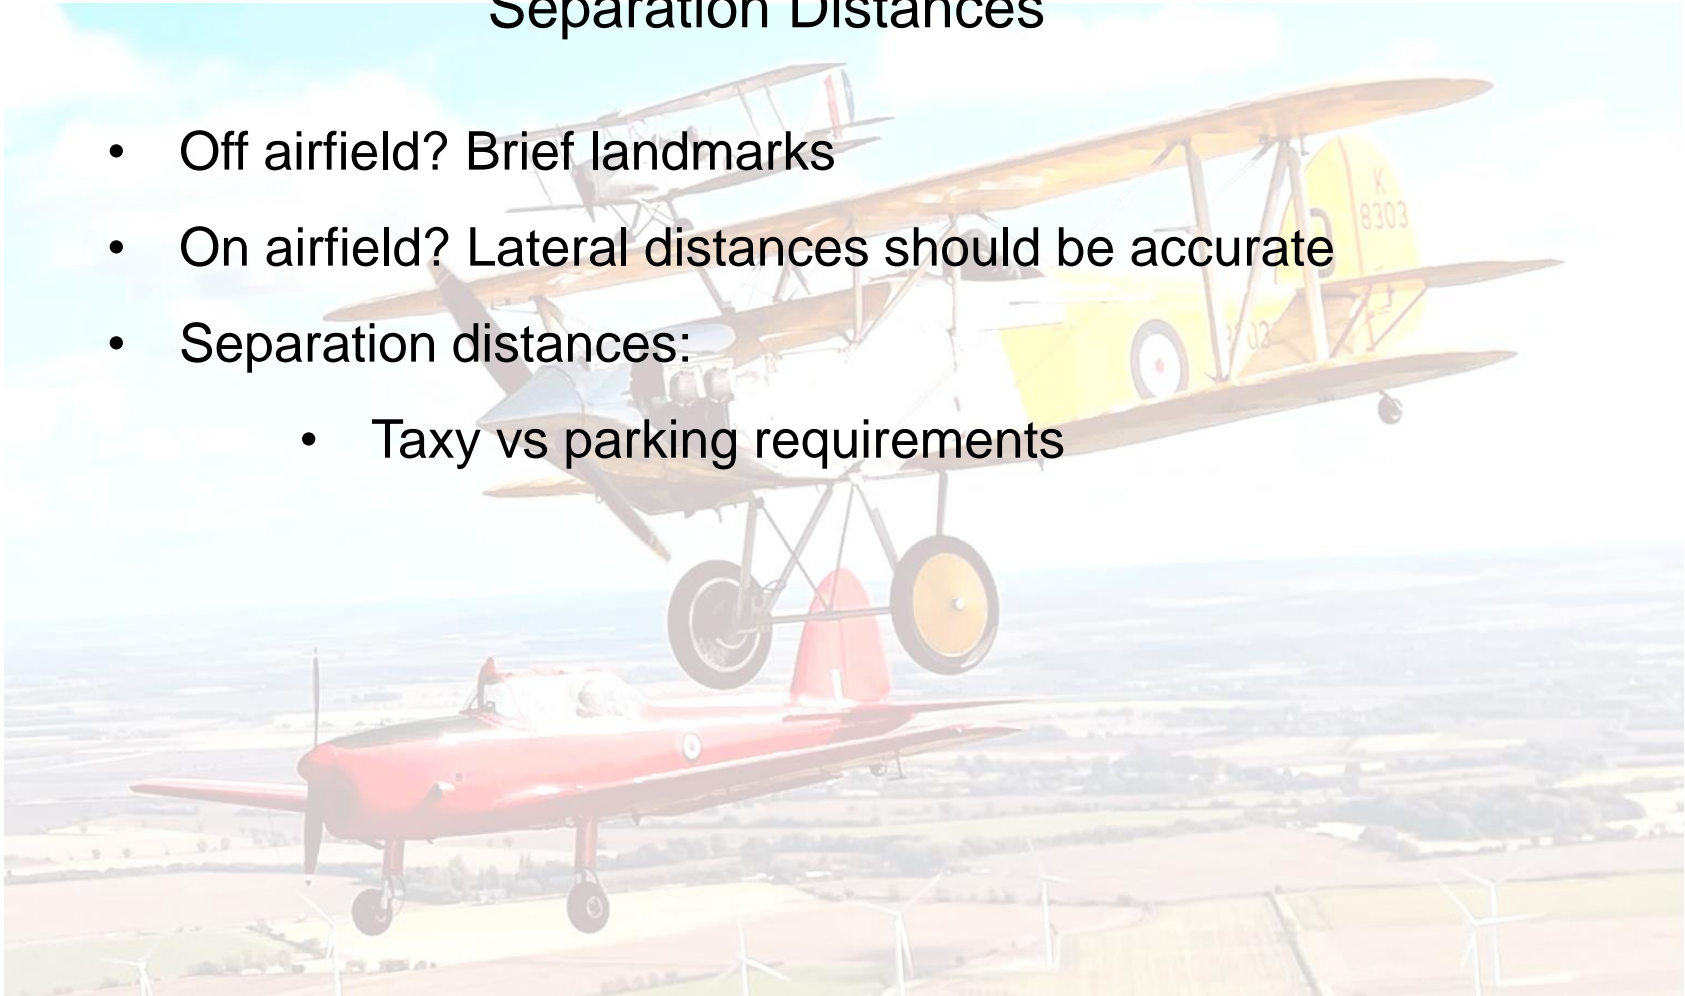 Separation Distances
• Off airfield? Brief landmarks
• On airfield? Lateral distances should be accurate
• Separation distances:
• Taxy vs parking requirements
K
8303